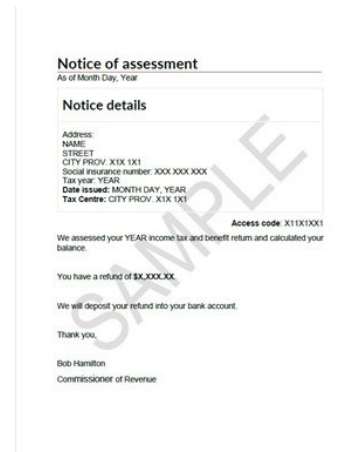 Notice of assessment
As of Month Day, Year
Notice details
Address:
NAME
STREET
CITY PROV. X1X 1X1
Social insurance number: XXX XXX XXX
Tax year: YEAR
Date issued: MONTH DAY, YEAR
Tax Centre: CITY PROV. X1X 1X1
Access code: X11X1XX1
We assessed your YEAR income tax and benefit return and calculated your
balance.
You have a refund of $X,XXX.XX.
We will deposit your refund into your bank account.
Thank you,
Bob Hamilton
Commissioner of Revenue
SAMPLE